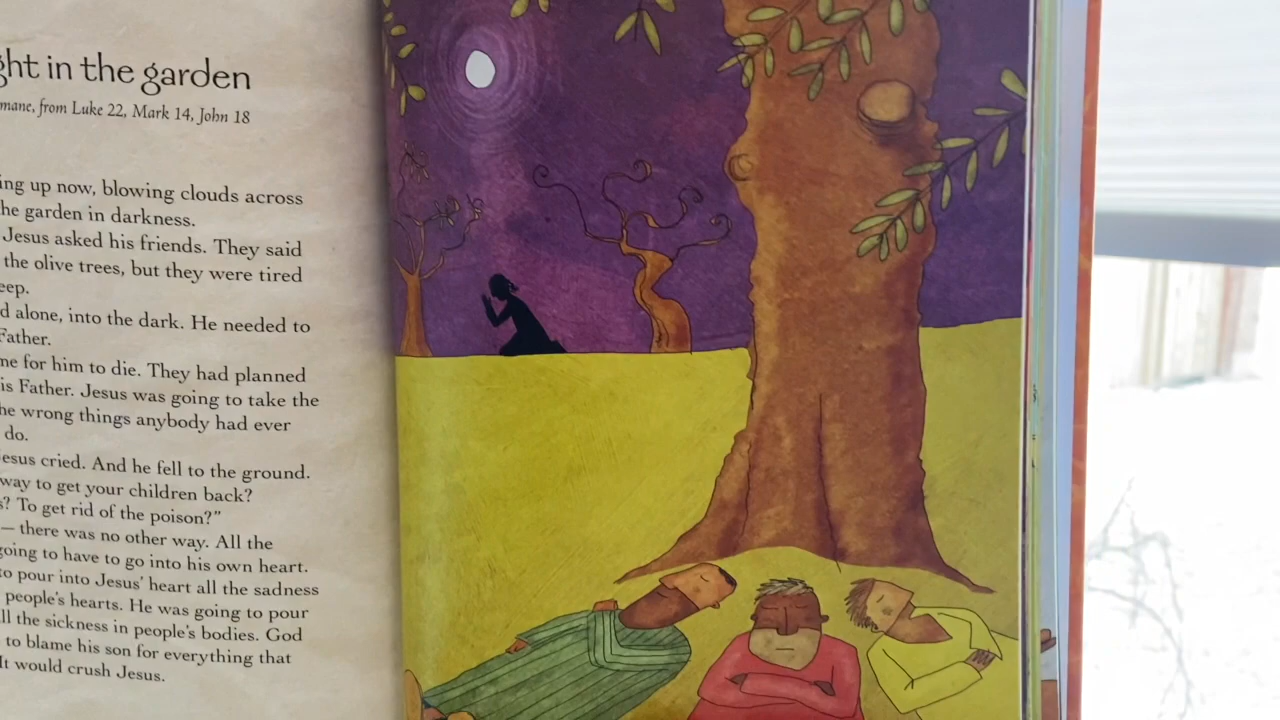 ght in the garden
mane, from Luke 22, Mark 14, John 18
ing up now, blowing clouds across
he garden in darkness.
Jesus asked his friends. They said
the olive trees, but they were tired
eep.
d alone, into the dark. He needed to
Father.
me for him to die. They had planned
is Father. Jesus was going to take the
he wrong things anybody had ever
do.
esus cried. And he fell to the ground.
way to get your children back?
s? To get rid of the poison?”
— there was no other way. All the
going to have to go into his own heart.
to pour into Jesus’ heart all the sadness
people’s hearts. He was going to pour
ll the sickness in people’s bodies. God
to blame his son for everything that
It would crush Jesus.